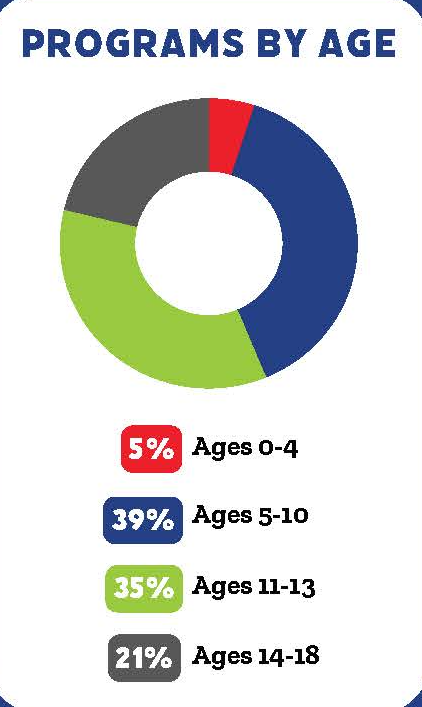 PROGRAMS BY AGE
5% Ages 0-4
39% Ages 5-10
35% Ages 11-13
21% Ages 14-18